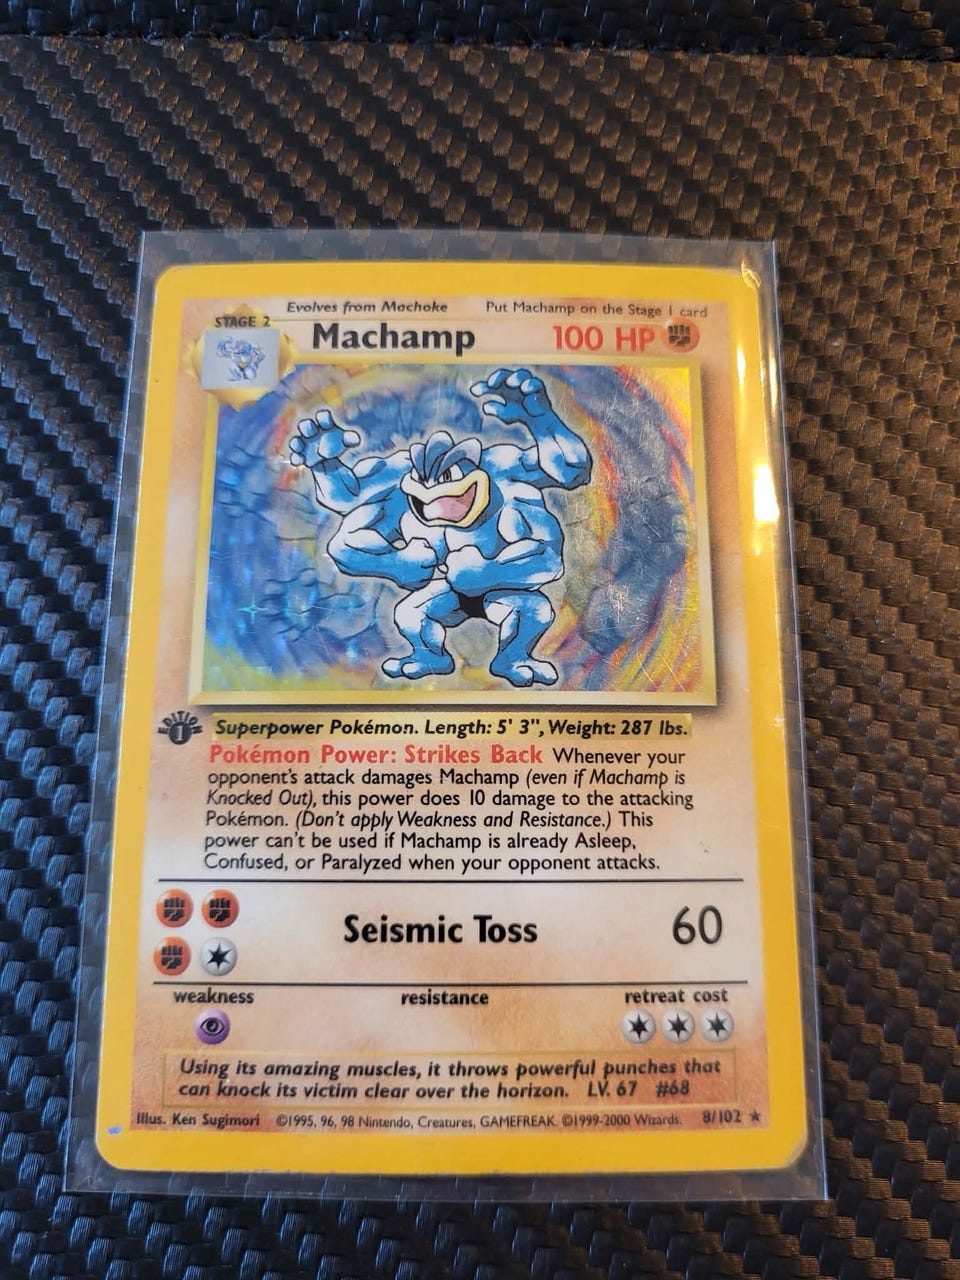 Evolves from Machoke
Put Machamp on the Stage 1 card
STAGE 2
Machamp
100 HP
EDITION 1
Superpower Pokémon. Length: 5' 3", Weight: 287 lbs.
Pokémon Power: Strikes Back Whenever your
opponent's attack damages Machamp (even if Machamp is
Knocked Out), this power does 10 damage to the attacking
Pokémon. (Don't apply Weakness and Resistance.) This
power can't be used if Machamp is already Asleep,
Confused, or Paralyzed when your opponent attacks.
Seismic Toss
60
weakness
resistance
retreat cost
Using its amazing muscles, it throws powerful punches that
can knock its victim clear over the horizon. LV. 67 #68
Illus. Ken Sugimori ©1995, 96, 98 Nintendo, Creatures, GAMEFREAK. ©1999-2000 Wizards. 8/102 ★